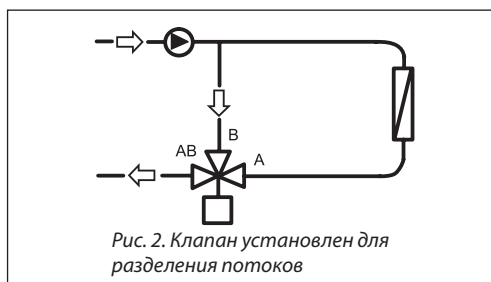 B
AB
A
Рис. 2. Клапан установлен для
разделения потоков